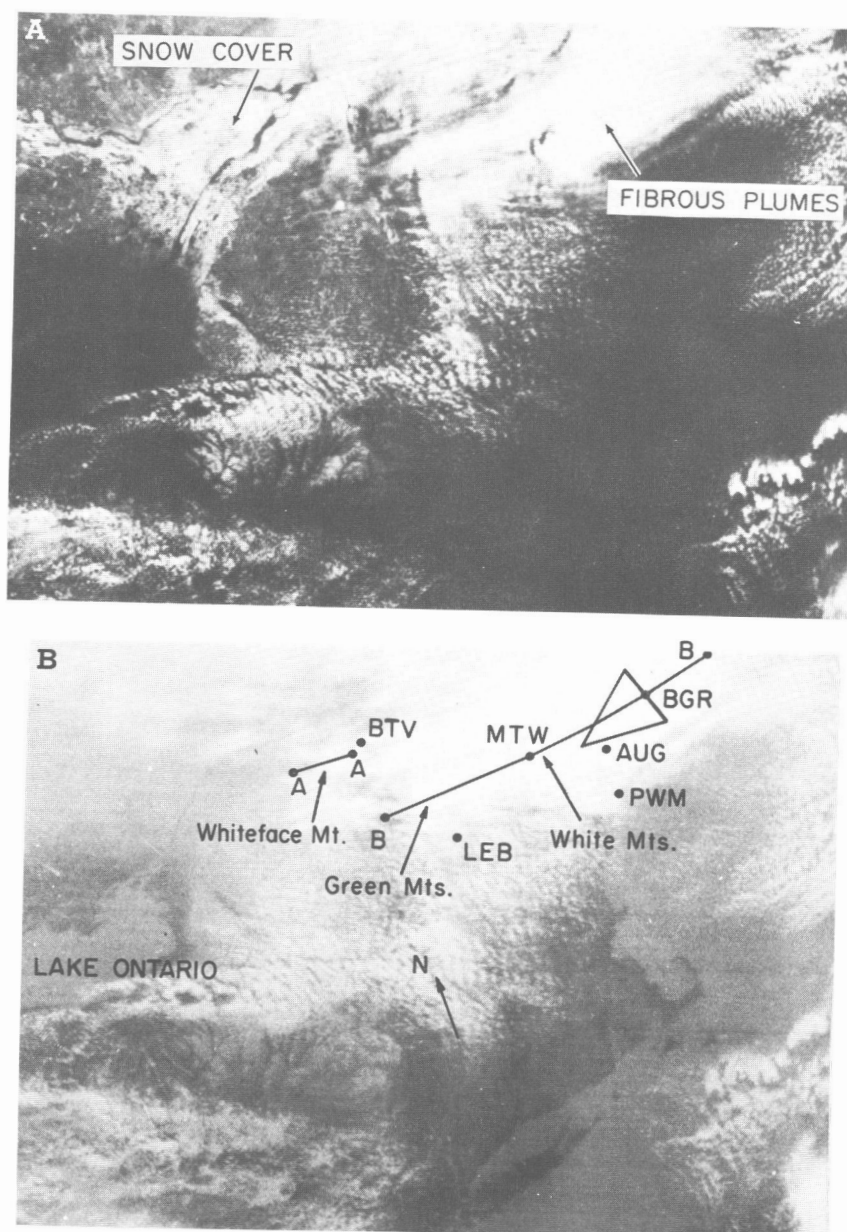 A
SNOW COVER
FIBROUS PLUMES
B
B
BGR
BTV
MTW
A
A
AUG
PWM
Whiteface Mt.
B
LEB
White Mts.
Green Mts.
LAKE ONTARIO
N